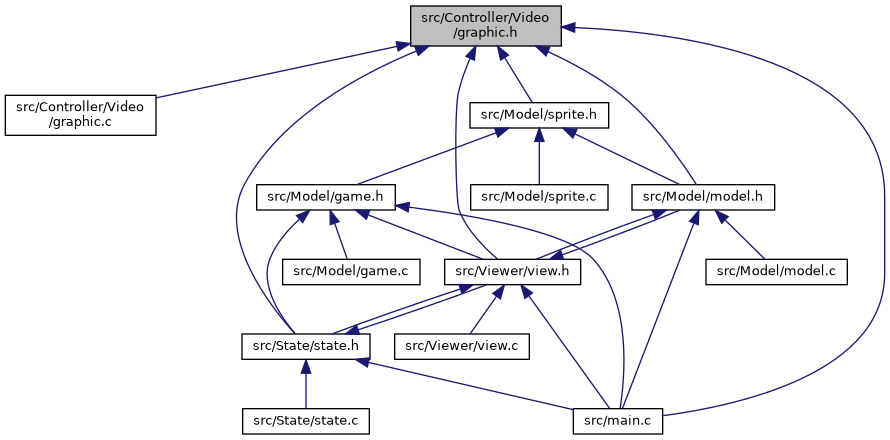 src/Controller/Video
/graphic.h
src/Controller/Video
/graphic.c
src/Model/sprite.h
src/Model/game.h
src/Model/sprite.c
src/Model/model.h
src/Model/game.c
src/Viewer/view.h
src/Model/model.c
src/State/state.h
src/Viewer/view.c
src/State/state.c
src/main.c